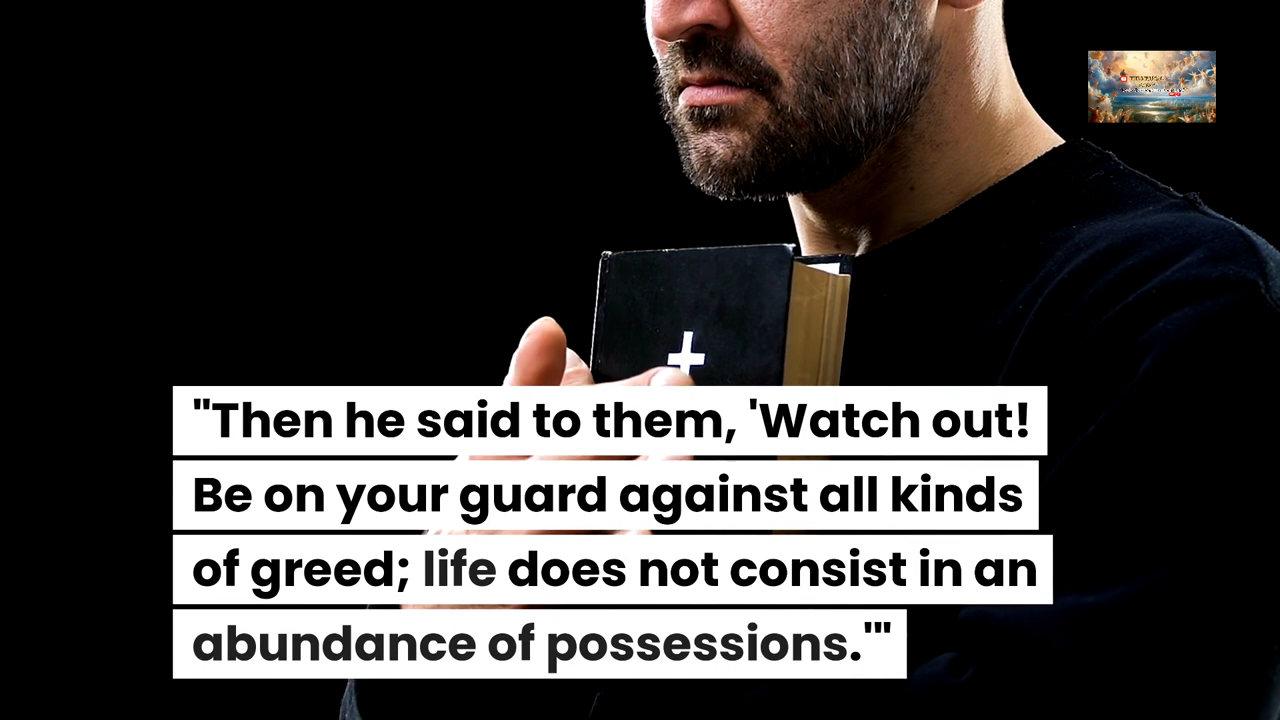 "Then he said to them, 'Watch out!
Be on your guard against all kinds
of greed; life does not consist in an
abundance of possessions.'"